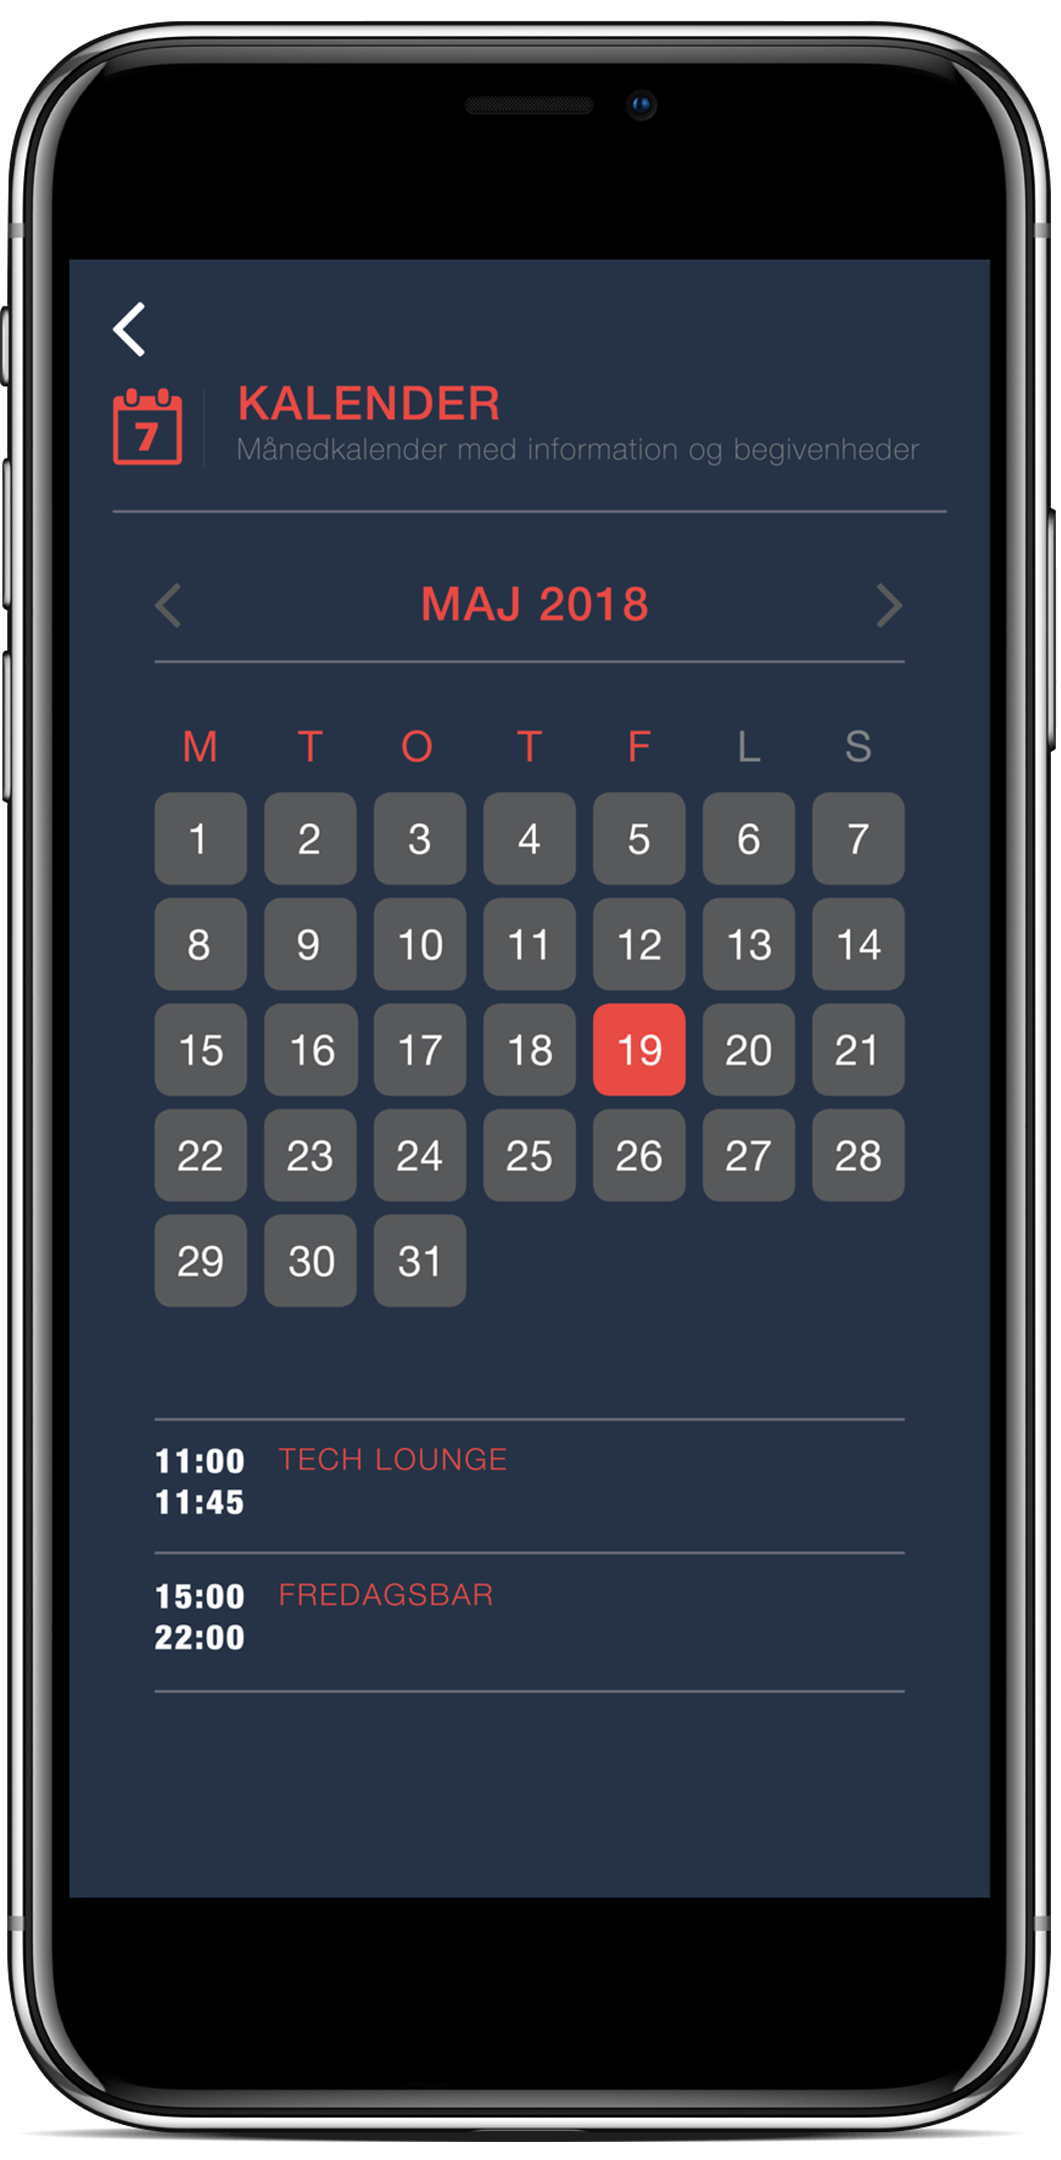 7
KALENDER
Månedkalender med information og begivenheder
MAJ 2018
M T O T F L S
1 2 3 4 5 6 7
8 9 10 11 12 13 14
15 16 17 18 19 20 21
22 23 24 25 26 27 28
29 30 31
11:00 TECH LOUNGE
11:45
15:00 FREDAGSBAR
22:00